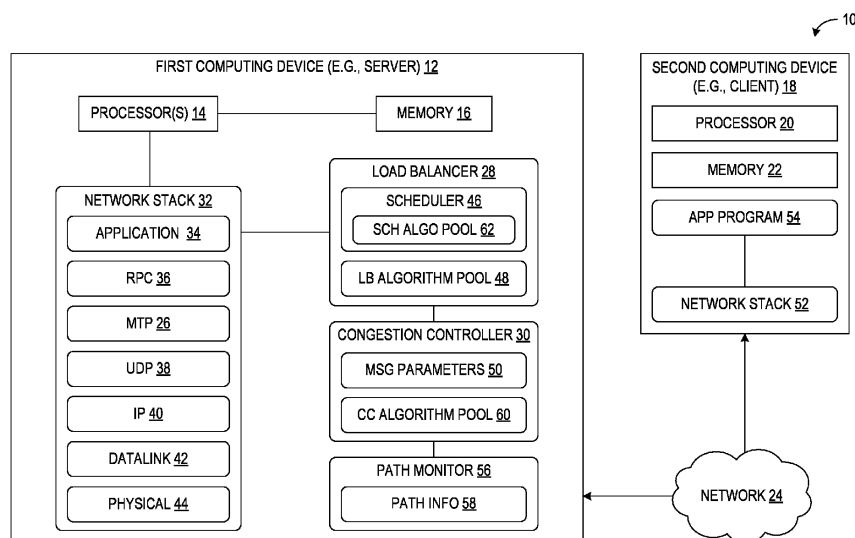 10
FIRST COMPUTING DEVICE (E.G., SERVER) 12
PROCESSOR(S) 14
MEMORY 16
NETWORK STACK 32
APPLICATION 34
RPC 36
MTP 26
UDP 38
IP 40
DATALINK 42
PHYSICAL 44
LOAD BALANCER 28
SCHEDULER 46
SCH ALGO POOL 62
LB ALGORITHM POOL 48
CONGESTION CONTROLLER 30
MSG PARAMETERS 50
CC ALGORITHM POOL 60
PATH MONITOR 56
PATH INFO 58
SECOND COMPUTING DEVICE
(E.G., CLIENT) 18
PROCESSOR 20
MEMORY 22
APP PROGRAM 54
NETWORK STACK 52
NETWORK 24